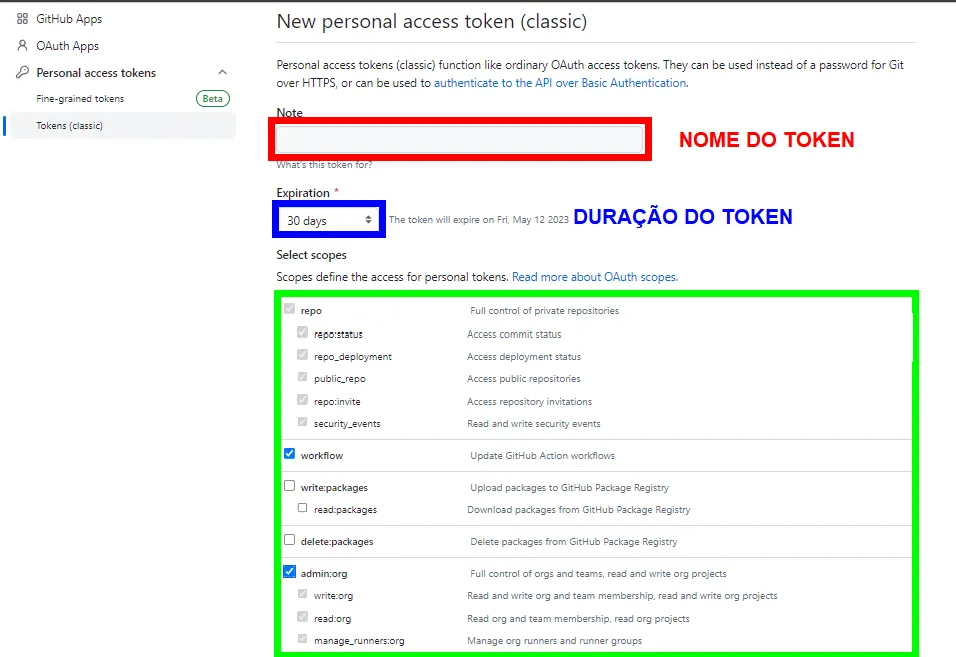 GitHub Apps
OAuth Apps
Personal access tokens
Fine-grained tokens Beta
Tokens (classic)
New personal access token (classic)
Personal access tokens (classic) function like ordinary OAuth access tokens. They can be used instead of a password for Git
over HTTPS, or can be used to authenticate to the API over Basic Authentication.
Note
NOME DO TOKEN
What's this token for?
Expiration *
30 days The token will expire on Fri, May 12 2023 DURAÇÃO DO TOKEN
Select scopes
Scopes define the access for personal tokens. Read more about OAuth scopes.
repo Full control of private repositories
repo:status Access commit status
repo_deployment Access deployment status
public_repo Access public repositories
repo:invite Access repository invitations
security_events Read and write security events
workflow Update GitHub Action workflows
write:packages Upload packages to GitHub Package Registry
read:packages Download packages from GitHub Package Registry
delete:packages Delete packages from GitHub Package Registry
admin:org Full control of orgs and teams, read and write org projects
write:org Read and write org and team membership, read and write org projects
read:org Read org and team membership, read org projects
manage_runners:org Manage org runners and runner groups